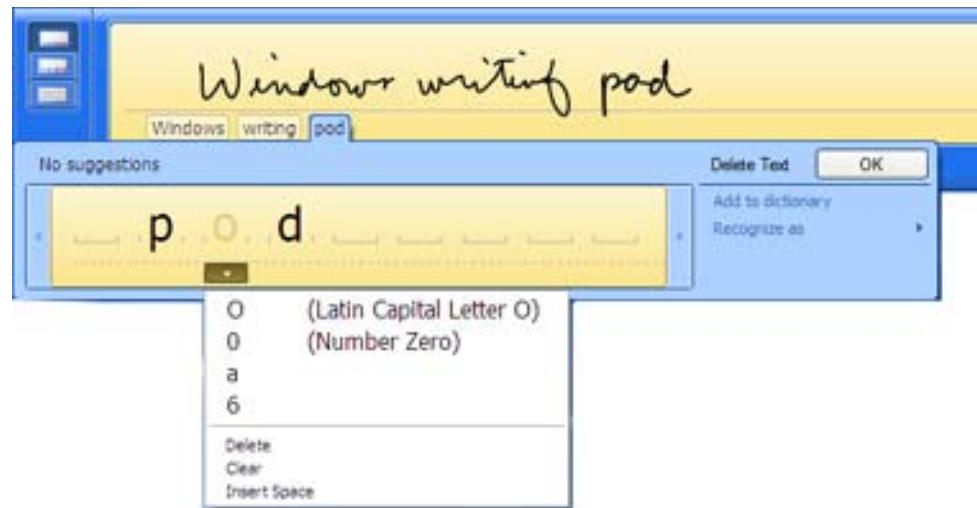 Windows writing pad
Windows writing pod
No suggestions
Delete Text OK
p o d
Add to dictionary
Recognize as
O (Latin Capital Letter O)
0 (Number Zero)
a
6
Delete
Clear
Insert Space